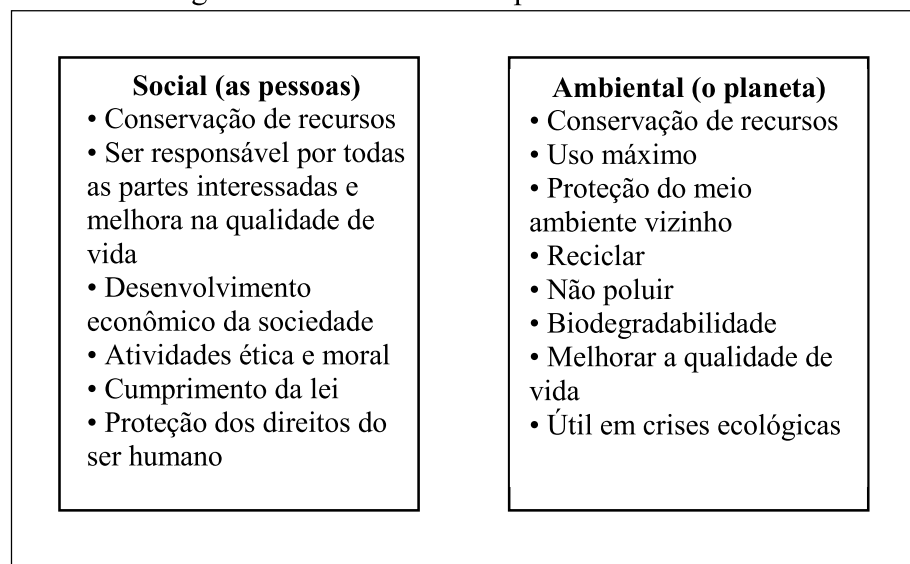 Social (as pessoas)
• Conservação de recursos
• Ser responsável por todas
as partes interessadas e
melhora na qualidade de
vida
• Desenvolvimento
econômico da sociedade
• Atividades ética e moral
• Cumprimento da lei
• Proteção dos direitos do
ser humano
Ambiental (o planeta)
• Conservação de recursos
• Uso máximo
• Proteção do meio
ambiente vizinho
• Reciclar
• Não poluir
• Biodegradabilidade
• Melhorar a qualidade de
vida
• Útil em crises ecológicas